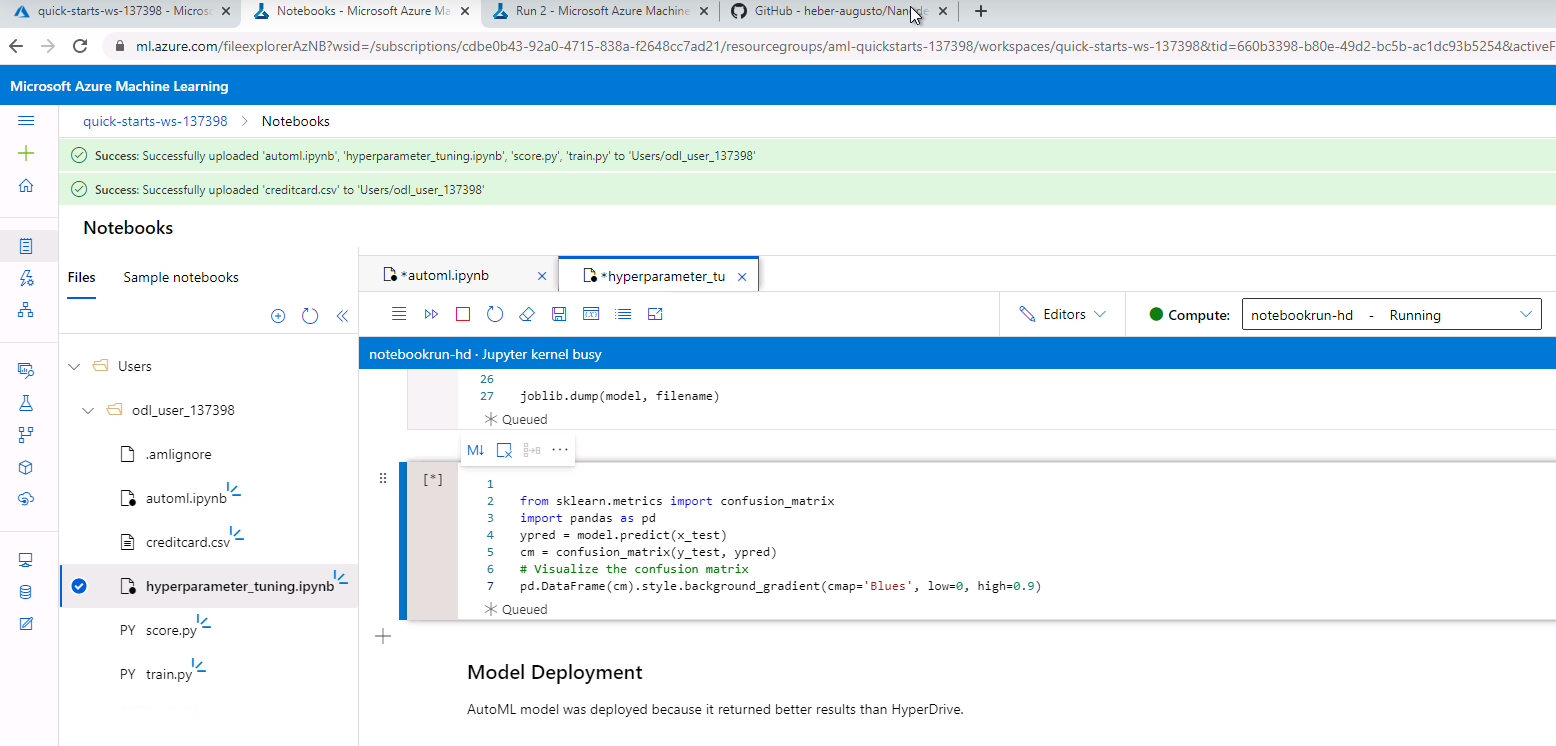 quick-starts-ws-137398 - Micros
Notebooks - Microsoft Azure Ma
Run 2 - Microsoft Azure Machine
GitHub - heber-augusto/Nan
ml.azure.com/fileexplorerAzNB?wsid=/subscriptions/cdbe0b43-92a0-4715-838a-f2648cc7ad21/resourcegroups/aml-quickstarts-137398/workspaces/quick-starts-ws-137398&tid=660b3398-b80e-49d2-bc5b-ac1dc93b5254&activeF
Microsoft Azure Machine Learning
quick-starts-ws-137398 > Notebooks
Success: Successfully uploaded 'automl.ipynb', 'hyperparameter_tuning.ipynb', 'score.py', 'train.py' to 'Users/odl_user_137398'
Success: Successfully uploaded 'creditcard.csv' to 'Users/odl_user_137398'
Notebooks
Files
Sample notebooks
Users
odl_user_137398
.amlignore
automl.ipynb
creditcard.csv
hyperparameter_tuning.ipynb
PY score.py
PY train.py
*automl.ipynb
*hyperparameter_tu
Editors
Compute:
notebookrun-hd - Running
notebookrun-hd · Jupyter kernel busy
26
27 joblib.dump(model, filename)
Queued
M↓
[*]
1
2 from sklearn.metrics import confusion_matrix
3 import pandas as pd
4 ypred = model.predict(x_test)
5 cm = confusion_matrix(y_test, ypred)
6 # Visualize the confusion matrix
7 pd.DataFrame(cm).style.background_gradient(cmap='Blues', low=0, high=0.9)
Queued
Model Deployment
AutoML model was deployed because it returned better results than HyperDrive.